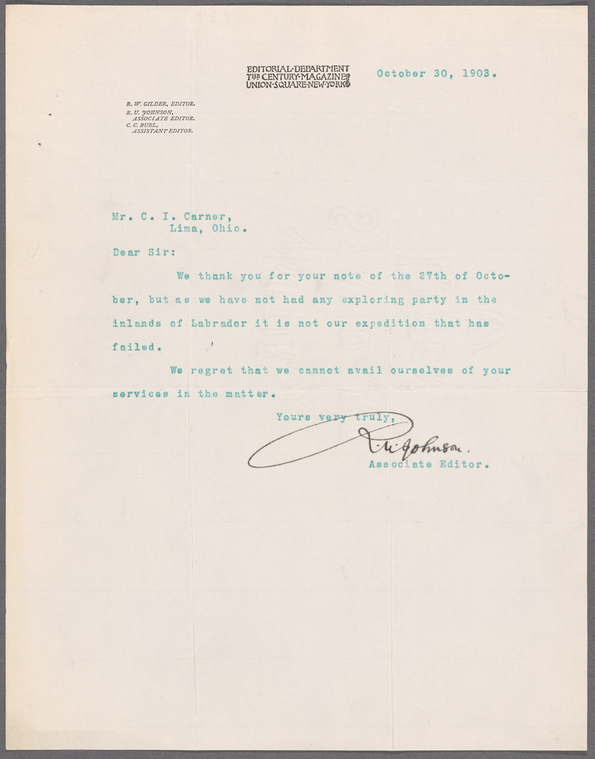 EDITORIAL·DEPARTMENT
THE CENTURY·MAGAZINE
UNION·SQUARE·NEW·YORK
October 30, 1903.
R. W. GILDER, EDITOR.
R. U. JOHNSON,
ASSOCIATE EDITOR.
C. C. BUEL,
ASSISTANT EDITOR.
Mr. C. I. Carner,
Lima, Ohio.
Dear Sir:
We thank you for your note of the 27th of Octo-
ber, but as we have not had any exploring party in the
inlands of Labrador it is not our expedition that has
failed.
We regret that we cannot avail ourselves of your
services in the matter.
Yours very truly,
R. U. Johnson.
Associate Editor.